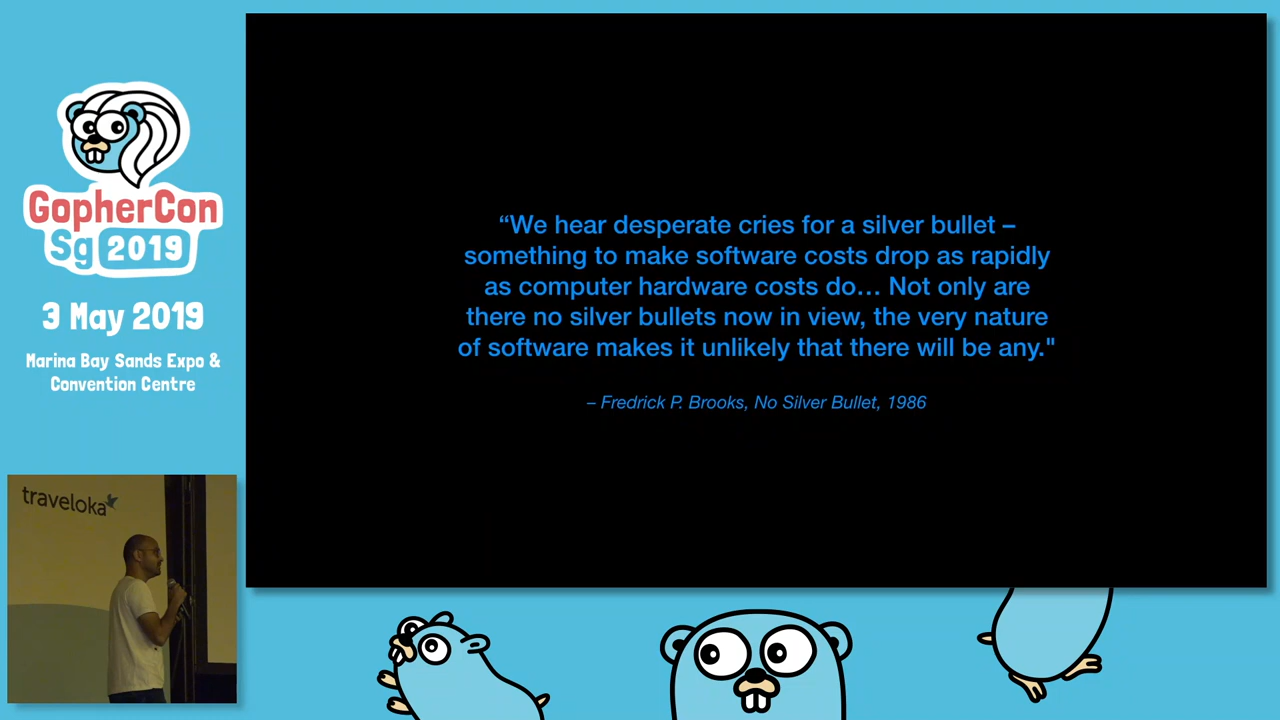 GopherCon
Sg 2019
3 May 2019
Marina Bay Sands Expo &
Convention Centre
traveloka
“We hear desperate cries for a silver bullet –
something to make software costs drop as rapidly
as computer hardware costs do… Not only are
there no silver bullets now in view, the very nature
of software makes it unlikely that there will be any."
– Fredrick P. Brooks, No Silver Bullet, 1986